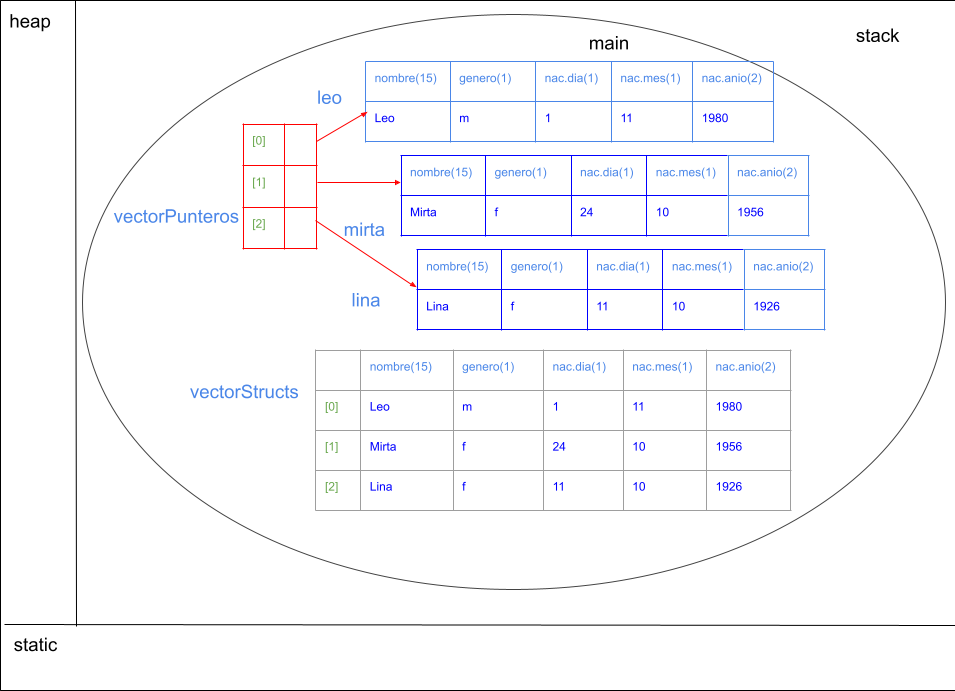 heap
stack
main
leo
nombre(15) genero(1) nac.dia(1) nac.mes(1) nac.anio(2)
Leo m 1 11 1980
vectorPunteros
[0]
[1]
[2]
mirta
nombre(15) genero(1) nac.dia(1) nac.mes(1) nac.anio(2)
Mirta f 24 10 1956
lina
nombre(15) genero(1) nac.dia(1) nac.mes(1) nac.anio(2)
Lina f 11 10 1926
vectorStructs
nombre(15) genero(1) nac.dia(1) nac.mes(1) nac.anio(2)
[0] Leo m 1 11 1980
[1] Mirta f 24 10 1956
[2] Lina f 11 10 1926
static